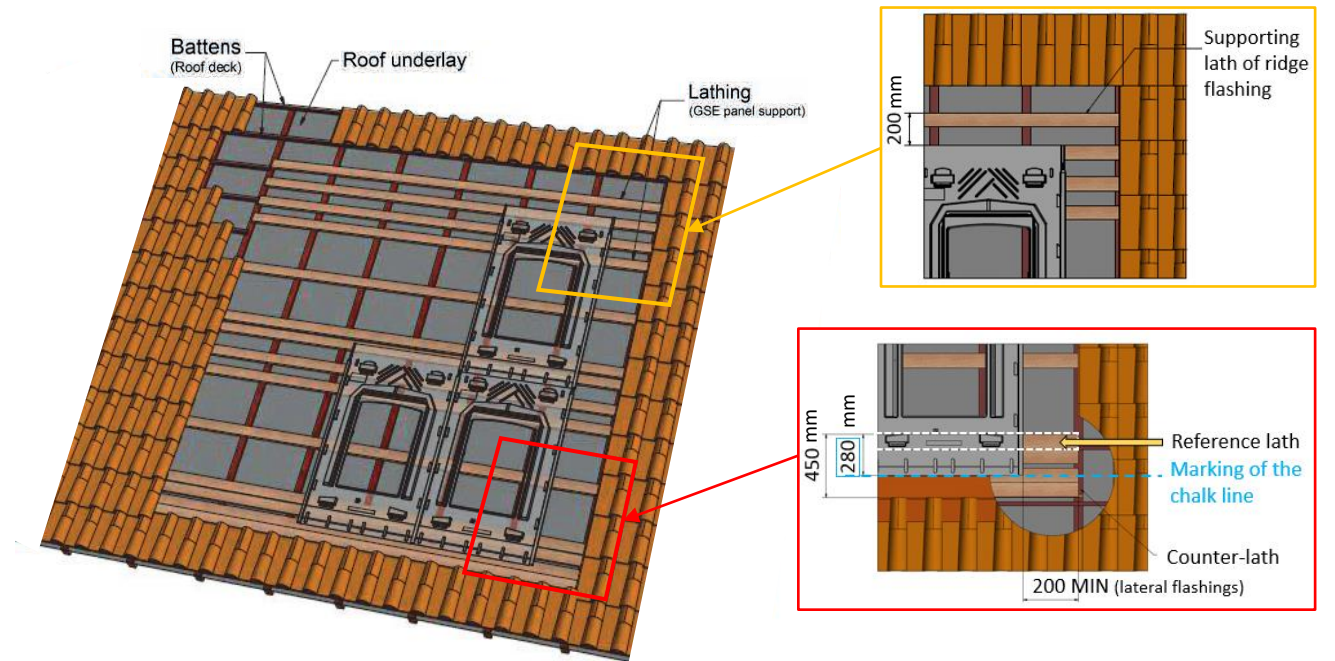 Battens
(Roof deck)
Roof underlay
Lathing
(GSE panel support)
Supporting
lath of ridge
flashing
200 mm
450 mm
280 mm
Reference lath
Marking of the
chalk line
Counter-lath
200 MIN (lateral flashings)